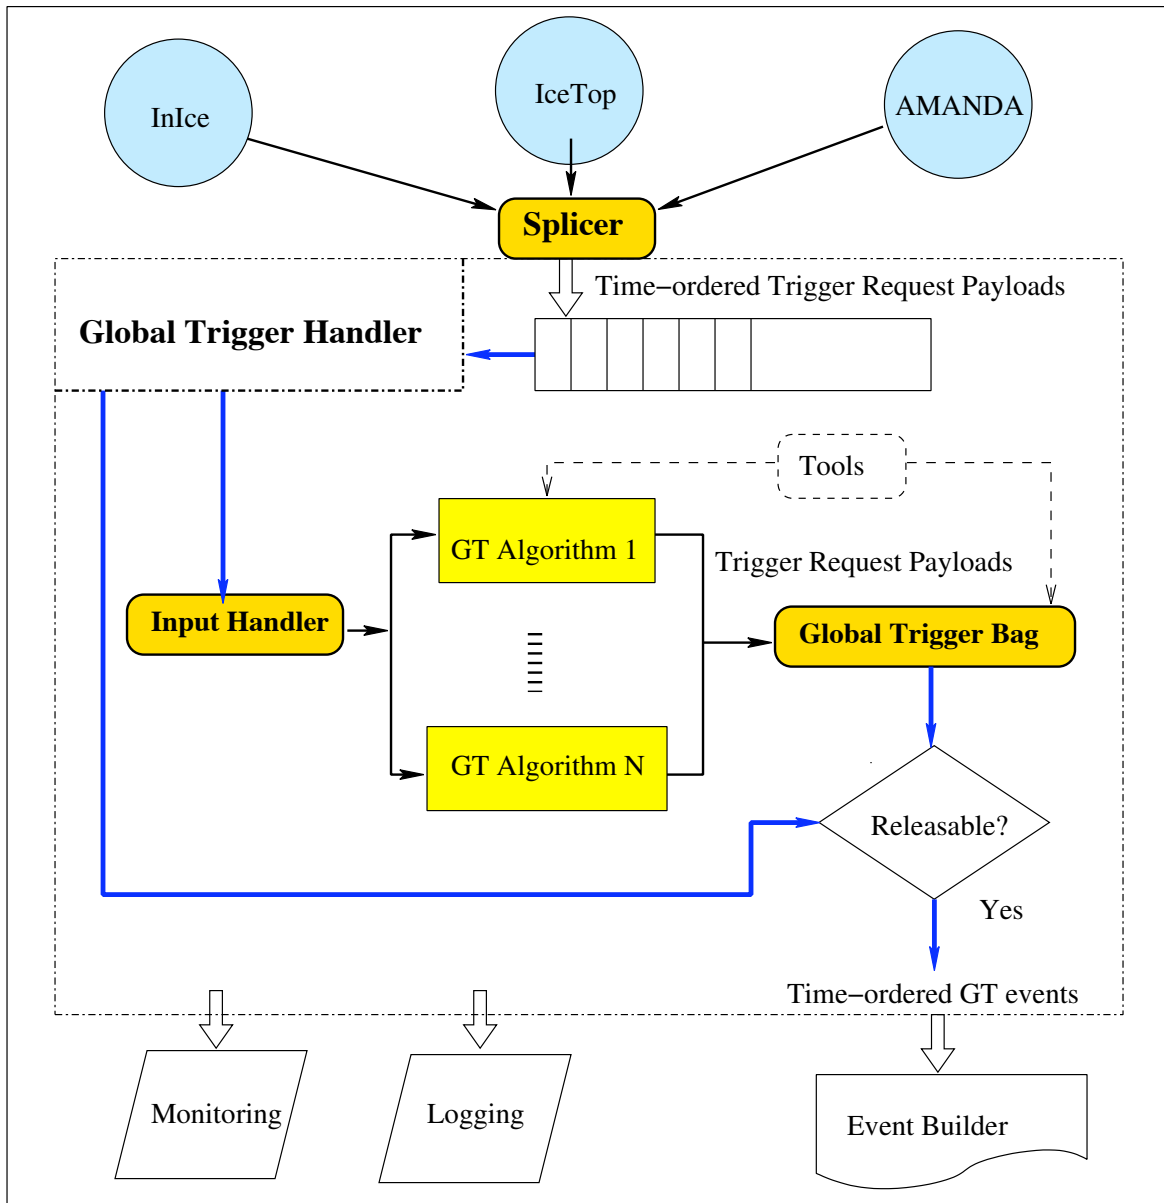 InIce
IceTop
AMANDA
Splicer
Time−ordered Trigger Request Payloads
Global Trigger Handler
Tools
GT Algorithm 1
Trigger Request Payloads
Input Handler
Global Trigger Bag
GT Algorithm N
Releasable?
Yes
Time−ordered GT events
Monitoring
Logging
Event Builder